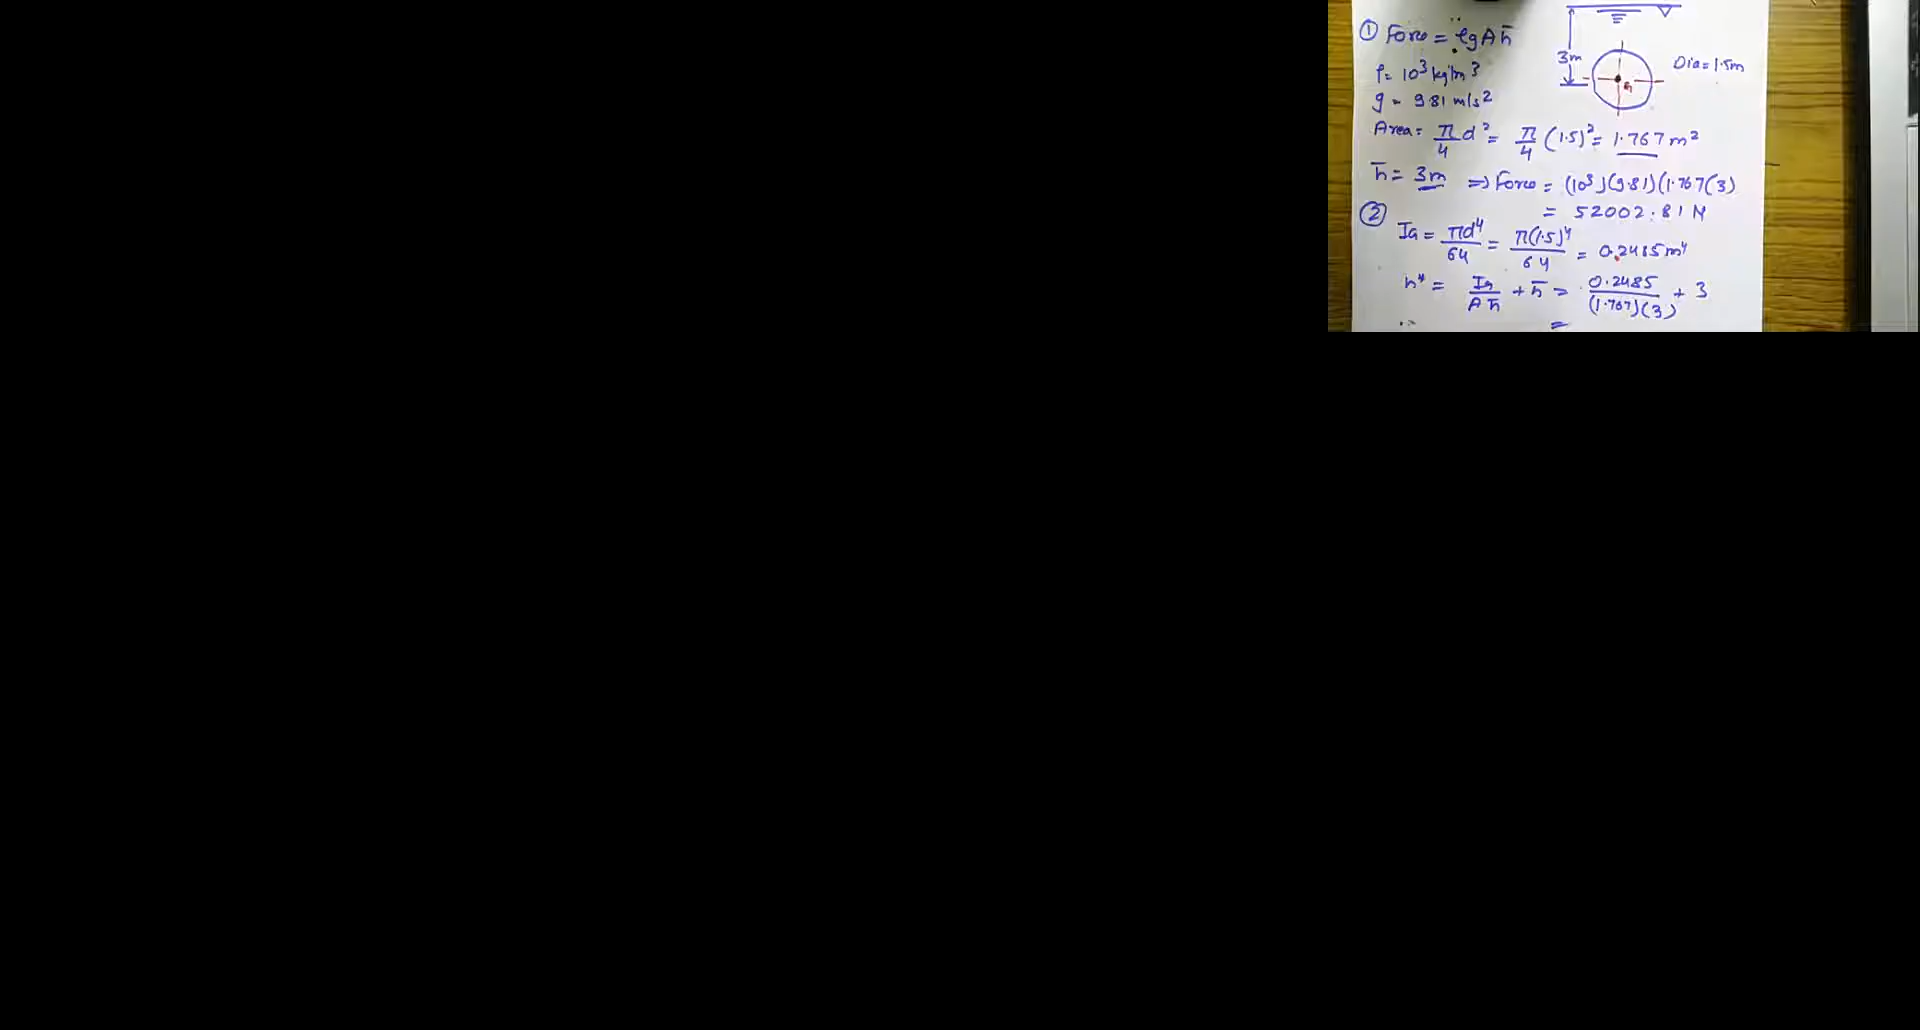 ① Force = ρgAh̄
3m
Dia = 1.5m
G
ρ = 10³ kg/m³
g = 9.81 m/s²
Area = π/4 d² = π/4 (1.5)² = 1.767 m²
h̄ = 3m ⇒ Force = (10³)(9.81)(1.767(3)
= 52002.81 N
②
IG = πd⁴/64 = π(1.5)⁴/64 = 0.2485 m⁴
h* = IG/Ah̄ + h̄ = 0.2485/(1.767)(3) + 3
=